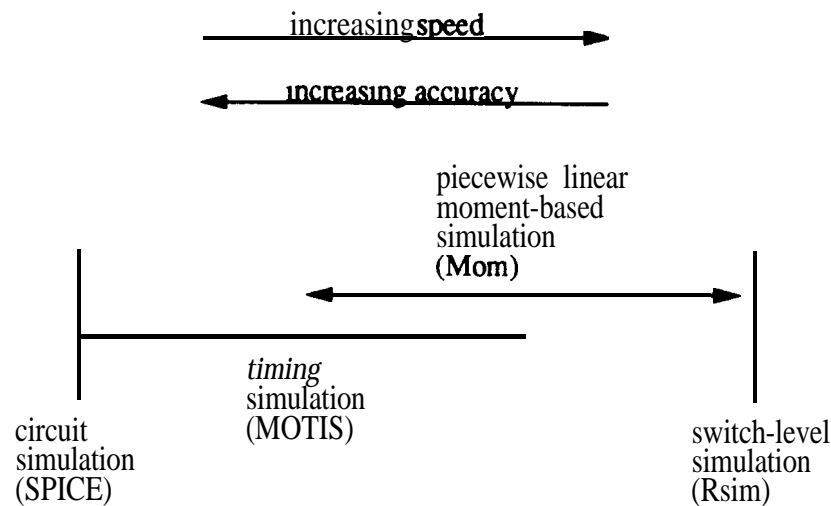 increasing speed
increasing accuracy
piecewise linear
moment-based
simulation
(Mom)
timing
simulation
(MOTIS)
circuit
simulation
(SPICE)
switch-level
simulation
(Rsim)